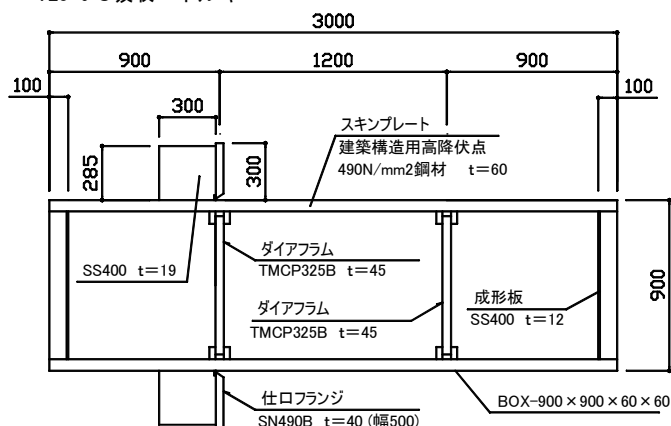 3000
900
1200
900
100
100
300
スキンプレート
建築構造用高降伏点
490N/mm2鋼材 t=60
285
300
ダイアフラム
TMCP325B t=45
SS400 t=19
ダイアフラム
TMCP325B t=45
成形板
SS400 t=12
900
仕口フランジ
SN490B t=40 (幅500)
BOX-900×900×60×60